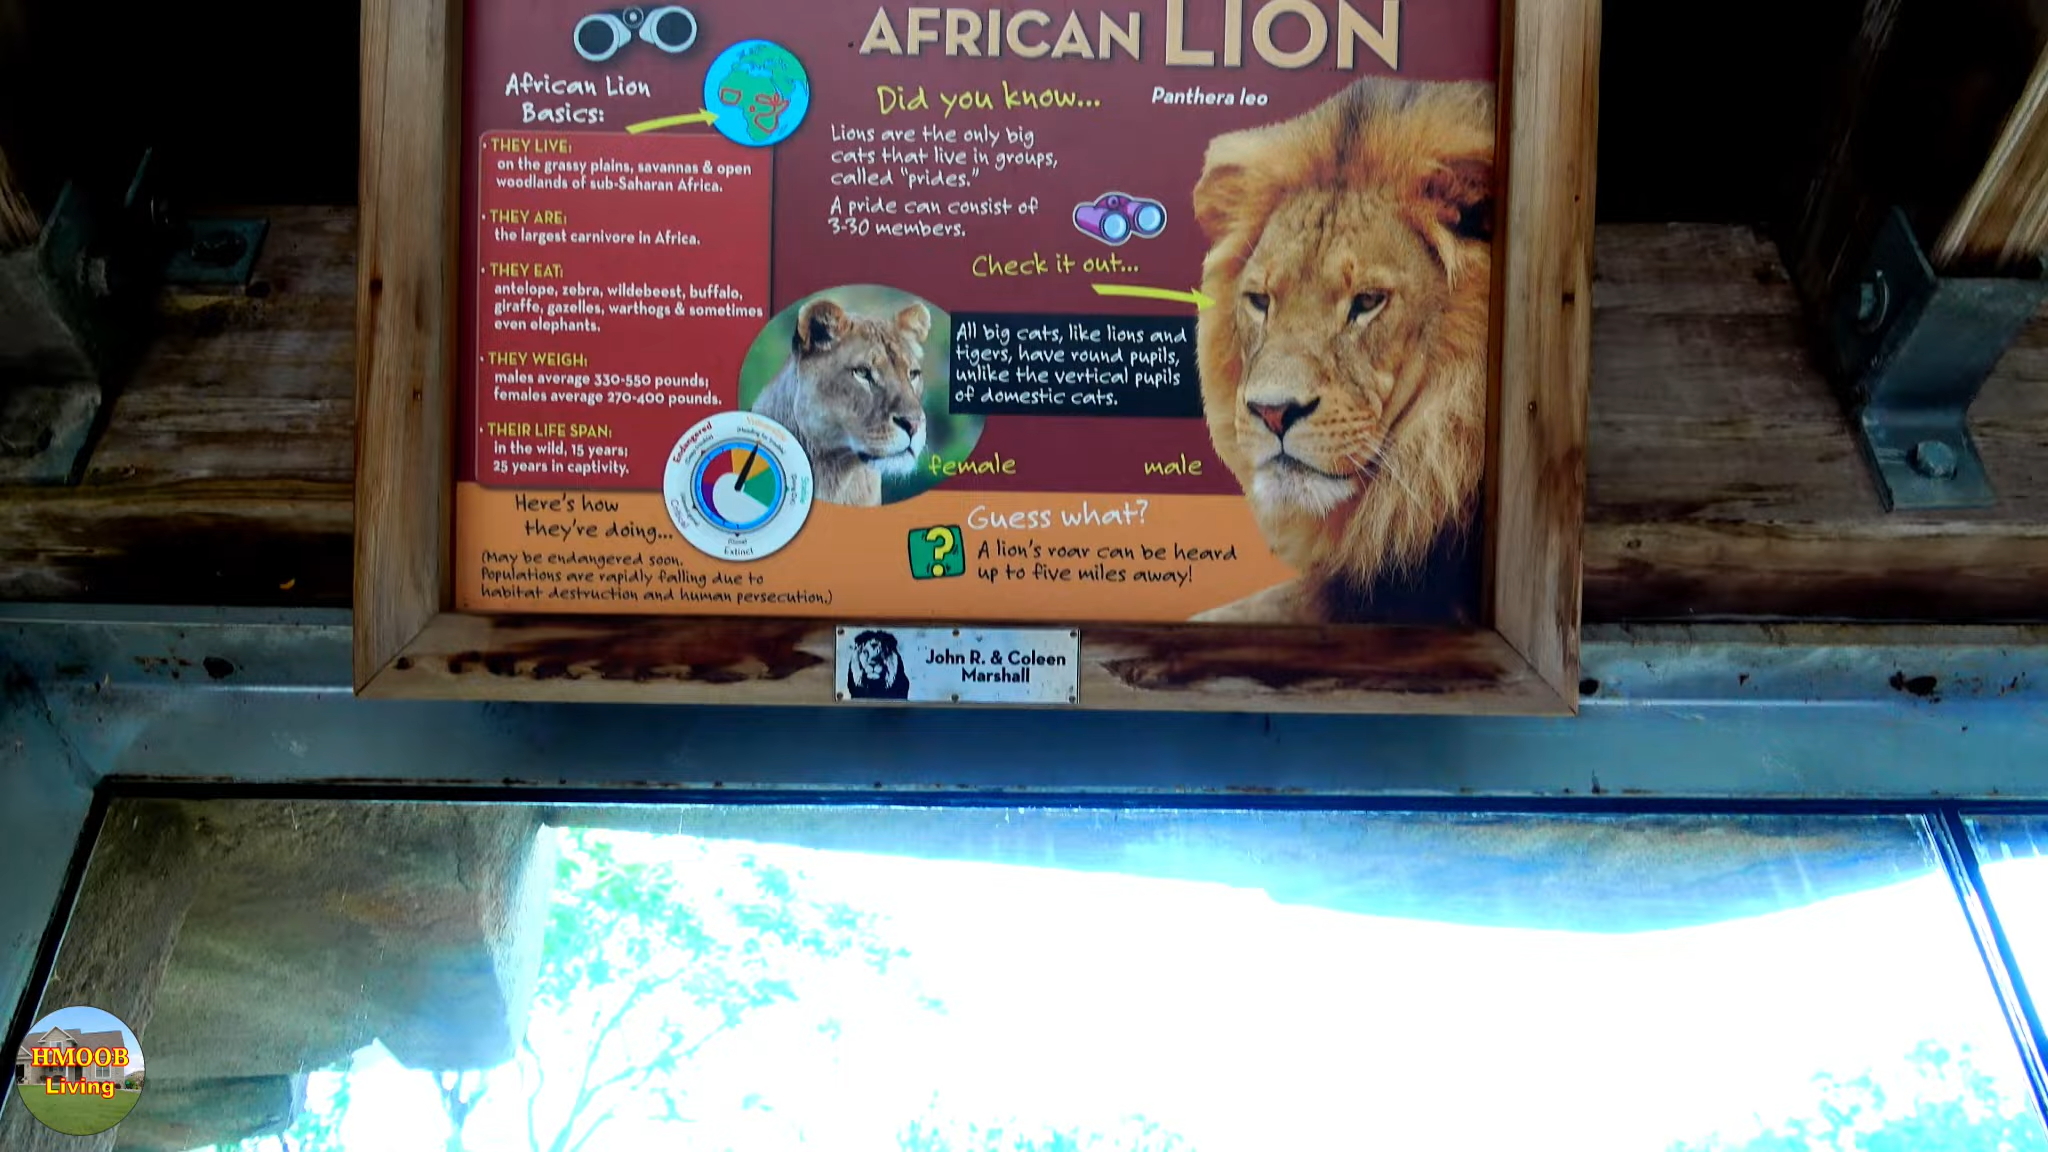 AFRICAN LION
Panthera leo
African Lion
Basics:
• THEY LIVE:
on the grassy plains, savannas & open
woodlands of sub-Saharan Africa.
• THEY ARE:
the largest carnivore in Africa.
• THEY EAT:
antelope, zebra, wildebeest, buffalo,
giraffe, gazelles, warthogs & sometimes
even elephants.
• THEY WEIGH:
males average 330-550 pounds;
females average 270-400 pounds.
• THEIR LIFE SPAN:
in the wild, 15 years;
25 years in captivity.
Here's how
they're doing...
Endangered
Vulnerable
Critical
Extinct
(May be endangered soon.
Populations are rapidly falling due to
habitat destruction and human persecution.)
Did you know...
Lions are the only big
cats that live in groups,
called "prides."
A pride can consist of
3-30 members.
Check it out...
All big cats, like lions and
tigers, have round pupils,
unlike the vertical pupils
of domestic cats.
female
male
Guess what?
?
A lion's roar can be heard
up to five miles away!
John R. & Coleen
Marshall
HMOOB
Living